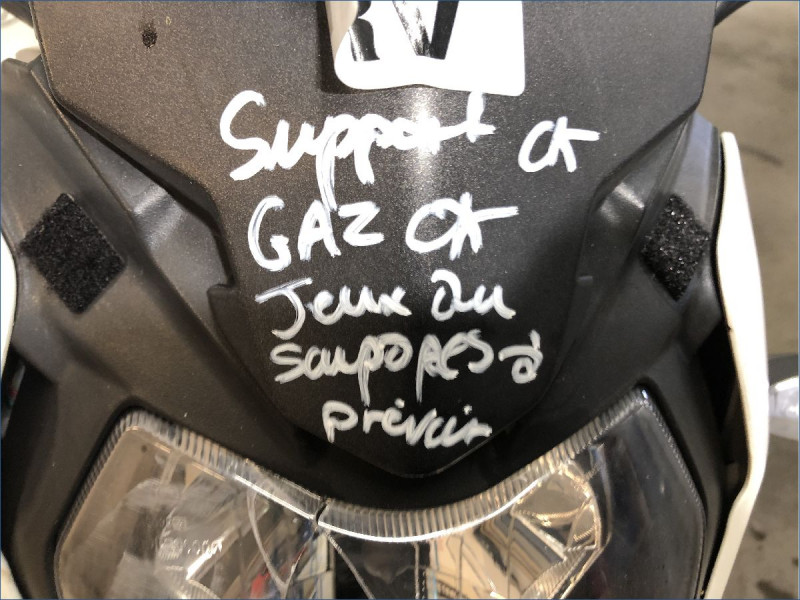 Support OK
GAZ OK
Jeux Du
soupapes à
prévoir